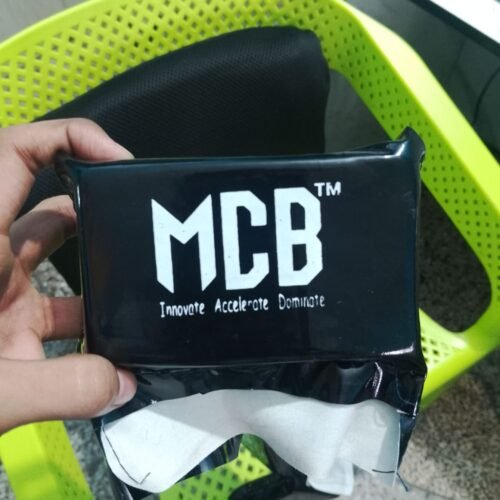 MCB™
Innovate Accelerate Dominate